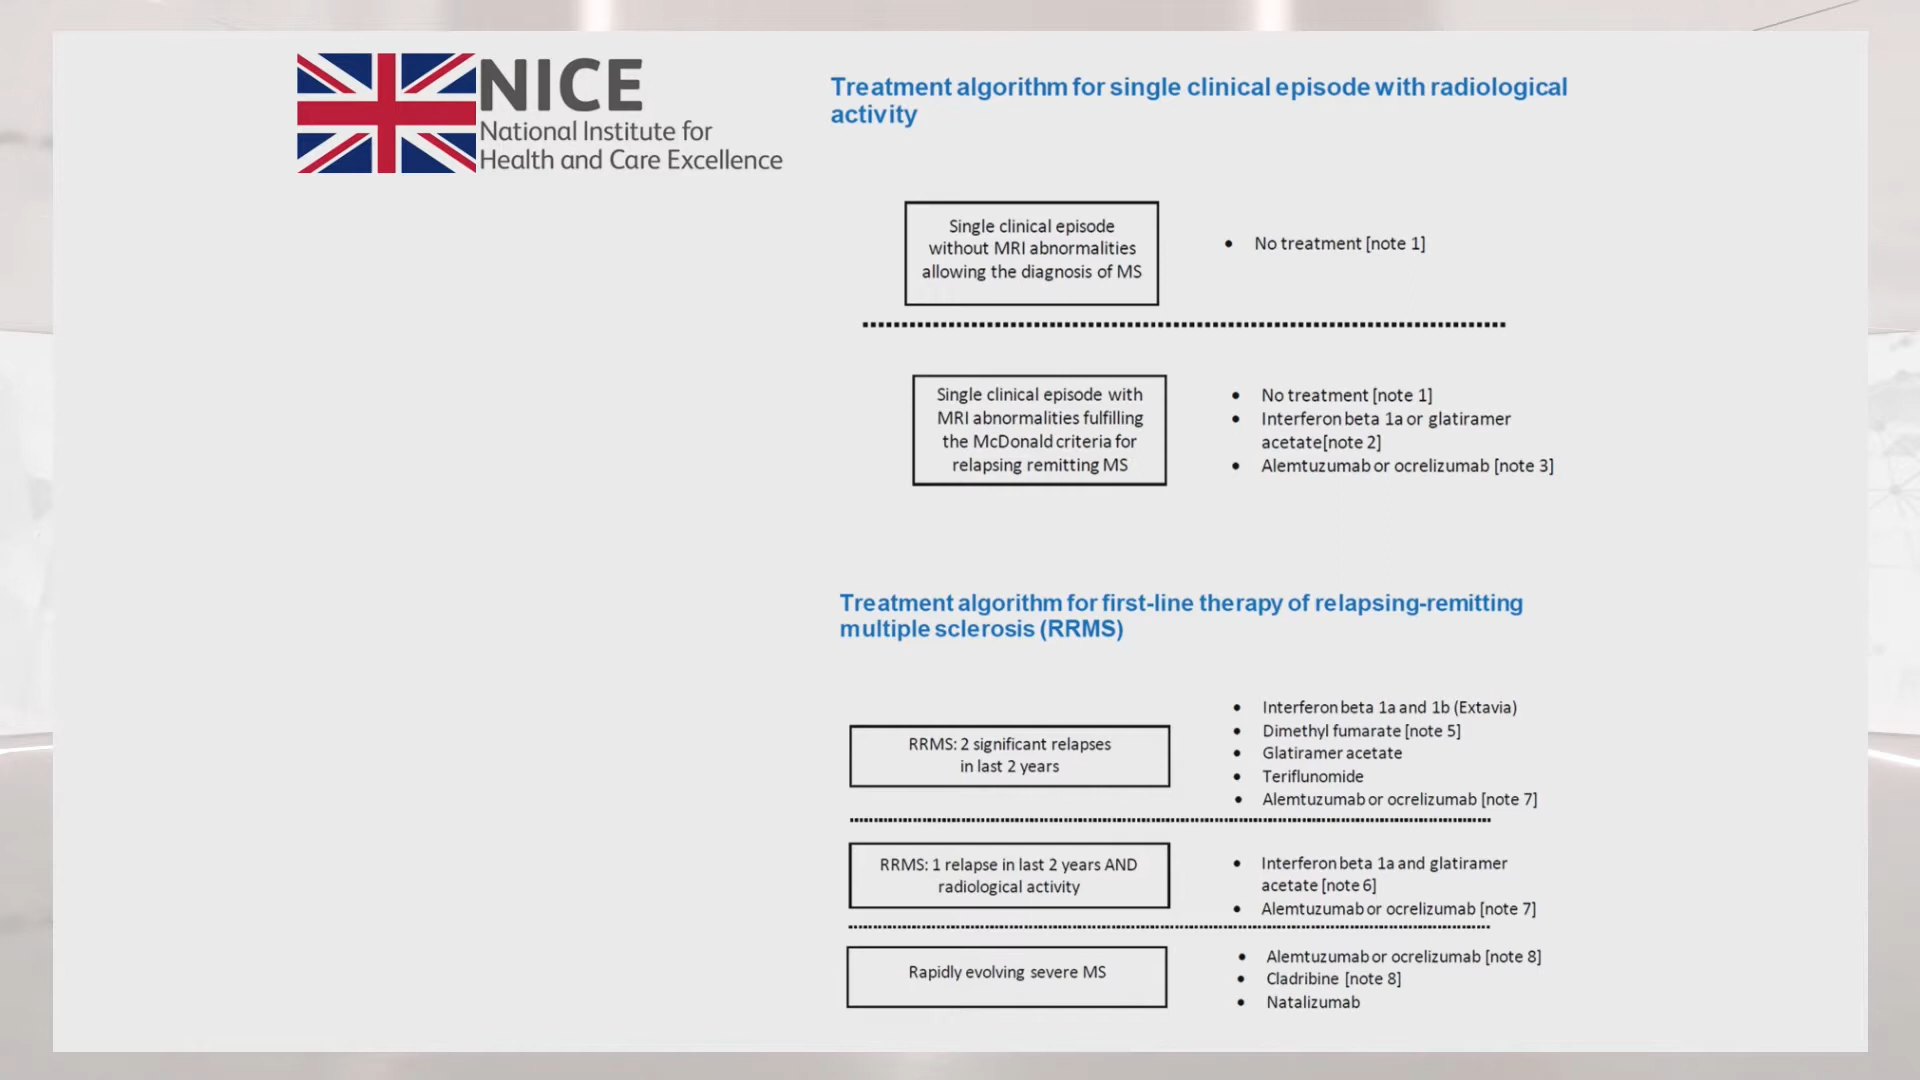 NICE
National Institute for
Health and Care Excellence
Treatment algorithm for single clinical episode with radiological
activity
Single clinical episode
without MRI abnormalities
allowing the diagnosis of MS
• No treatment [note 1]
Single clinical episode with
MRI abnormalities fulfilling
the McDonald criteria for
relapsing remitting MS
• No treatment [note 1]
• Interferon beta 1a or glatiramer
acetate[note 2]
• Alemtuzumab or ocrelizumab [note 3]
Treatment algorithm for first-line therapy of relapsing-remitting
multiple sclerosis (RRMS)
RRMS: 2 significant relapses
in last 2 years
• Interferon beta 1a and 1b (Extavia)
• Dimethyl fumarate [note 5]
• Glatiramer acetate
• Teriflunomide
• Alemtuzumab or ocrelizumab [note 7]
RRMS: 1 relapse in last 2 years AND
radiological activity
• Interferon beta 1a and glatiramer
acetate [note 6]
• Alemtuzumab or ocrelizumab [note 7]
Rapidly evolving severe MS
• Alemtuzumab or ocrelizumab [note 8]
• Cladribine [note 8]
• Natalizumab